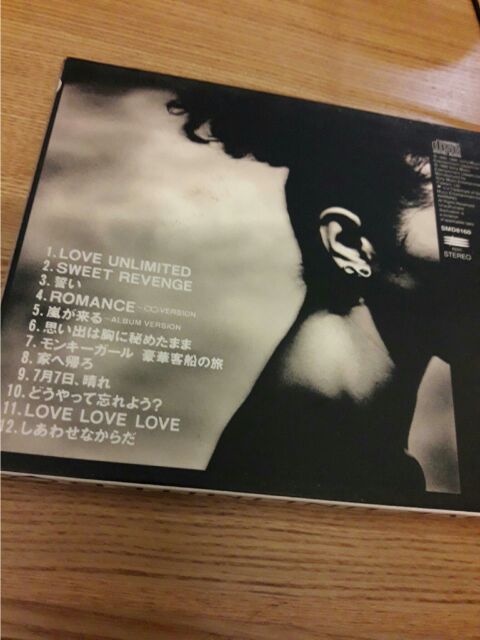 1. LOVE UNLIMITED
2. SWEET REVENGE
3. 誓い
4. ROMANCE -∞VERSION
5. 嵐が来る -ALBUM VERSION
6. 思い出は胸に秘めたまま
7. モンキーガール 豪華客船の旅
8. 家へ帰ろ
9. 7月7日、晴れ
10. どうやって忘れよう?
11. LOVE LOVE LOVE
12. しあわせなからだ
SMD8160
STEREO